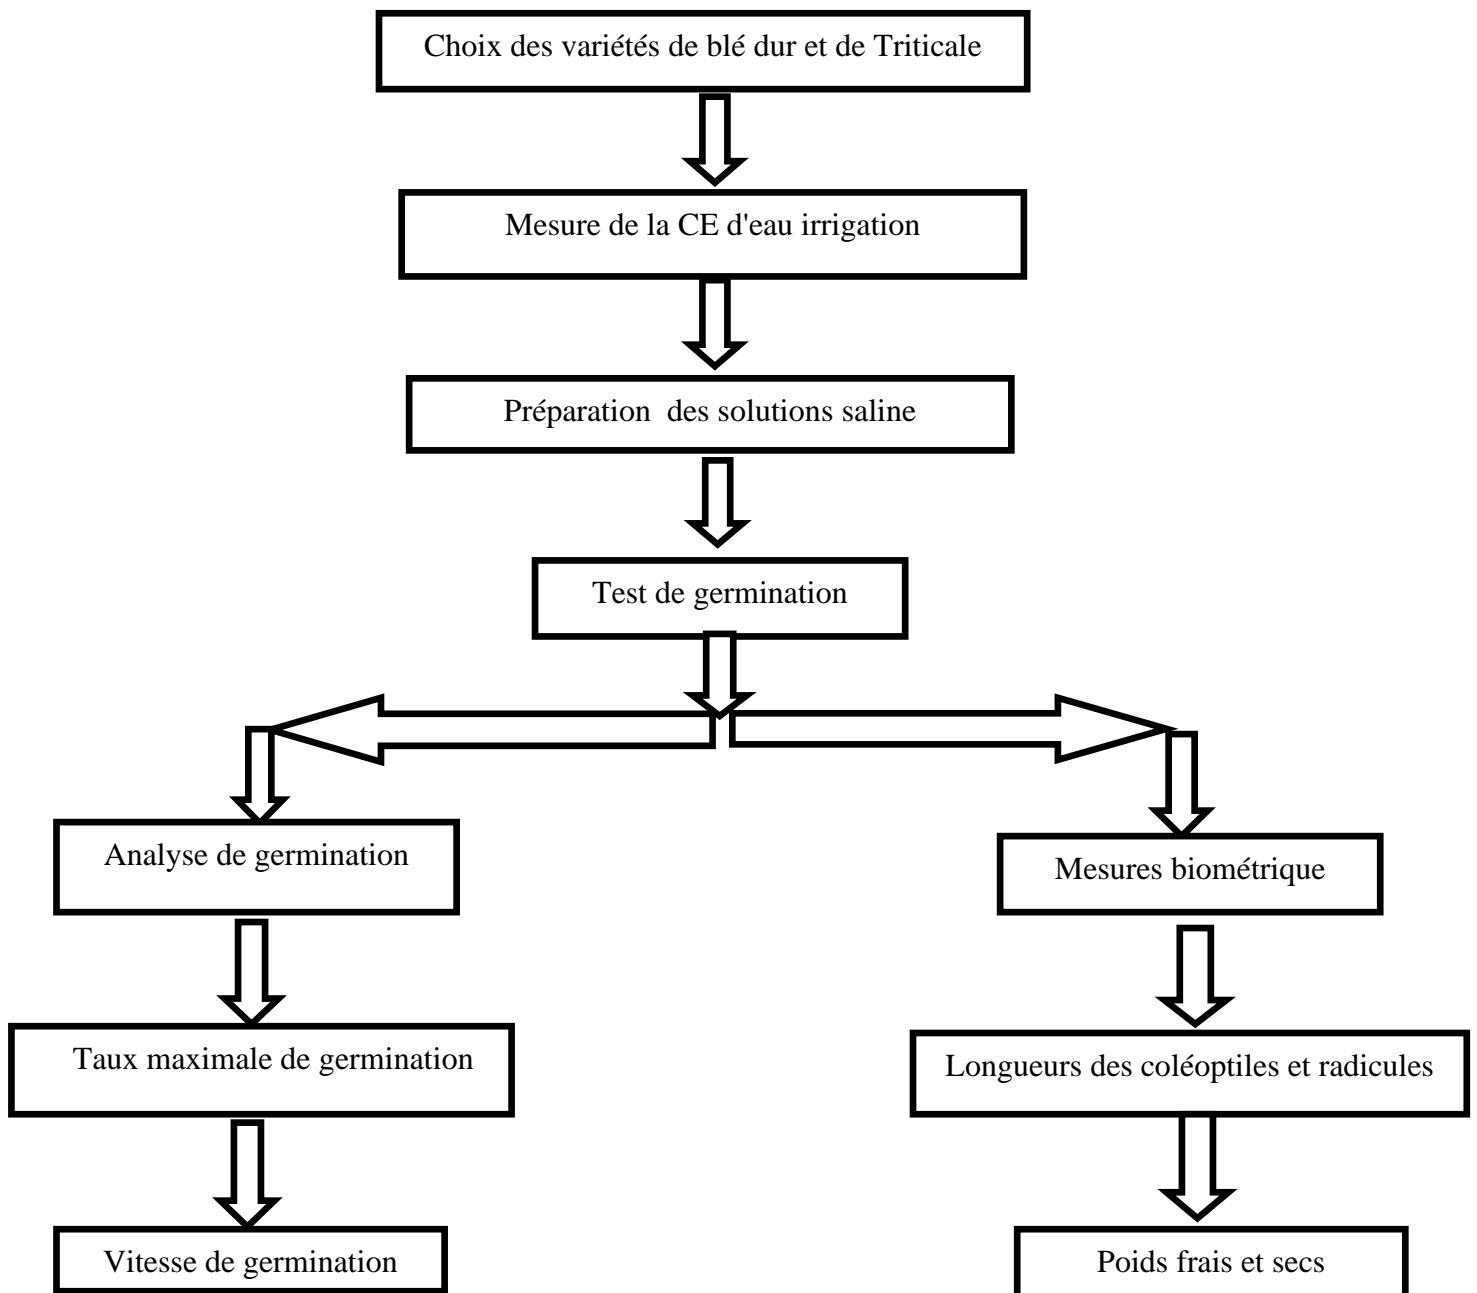 Choix des variétés de blé dur et de Triticale
Mesure de la CE d'eau irrigation
Préparation des solutions saline
Test de germination
Analyse de germination
Mesures biométrique
Taux maximale de germination
Longueurs des coléoptiles et radicules
Vitesse de germination
Poids frais et secs